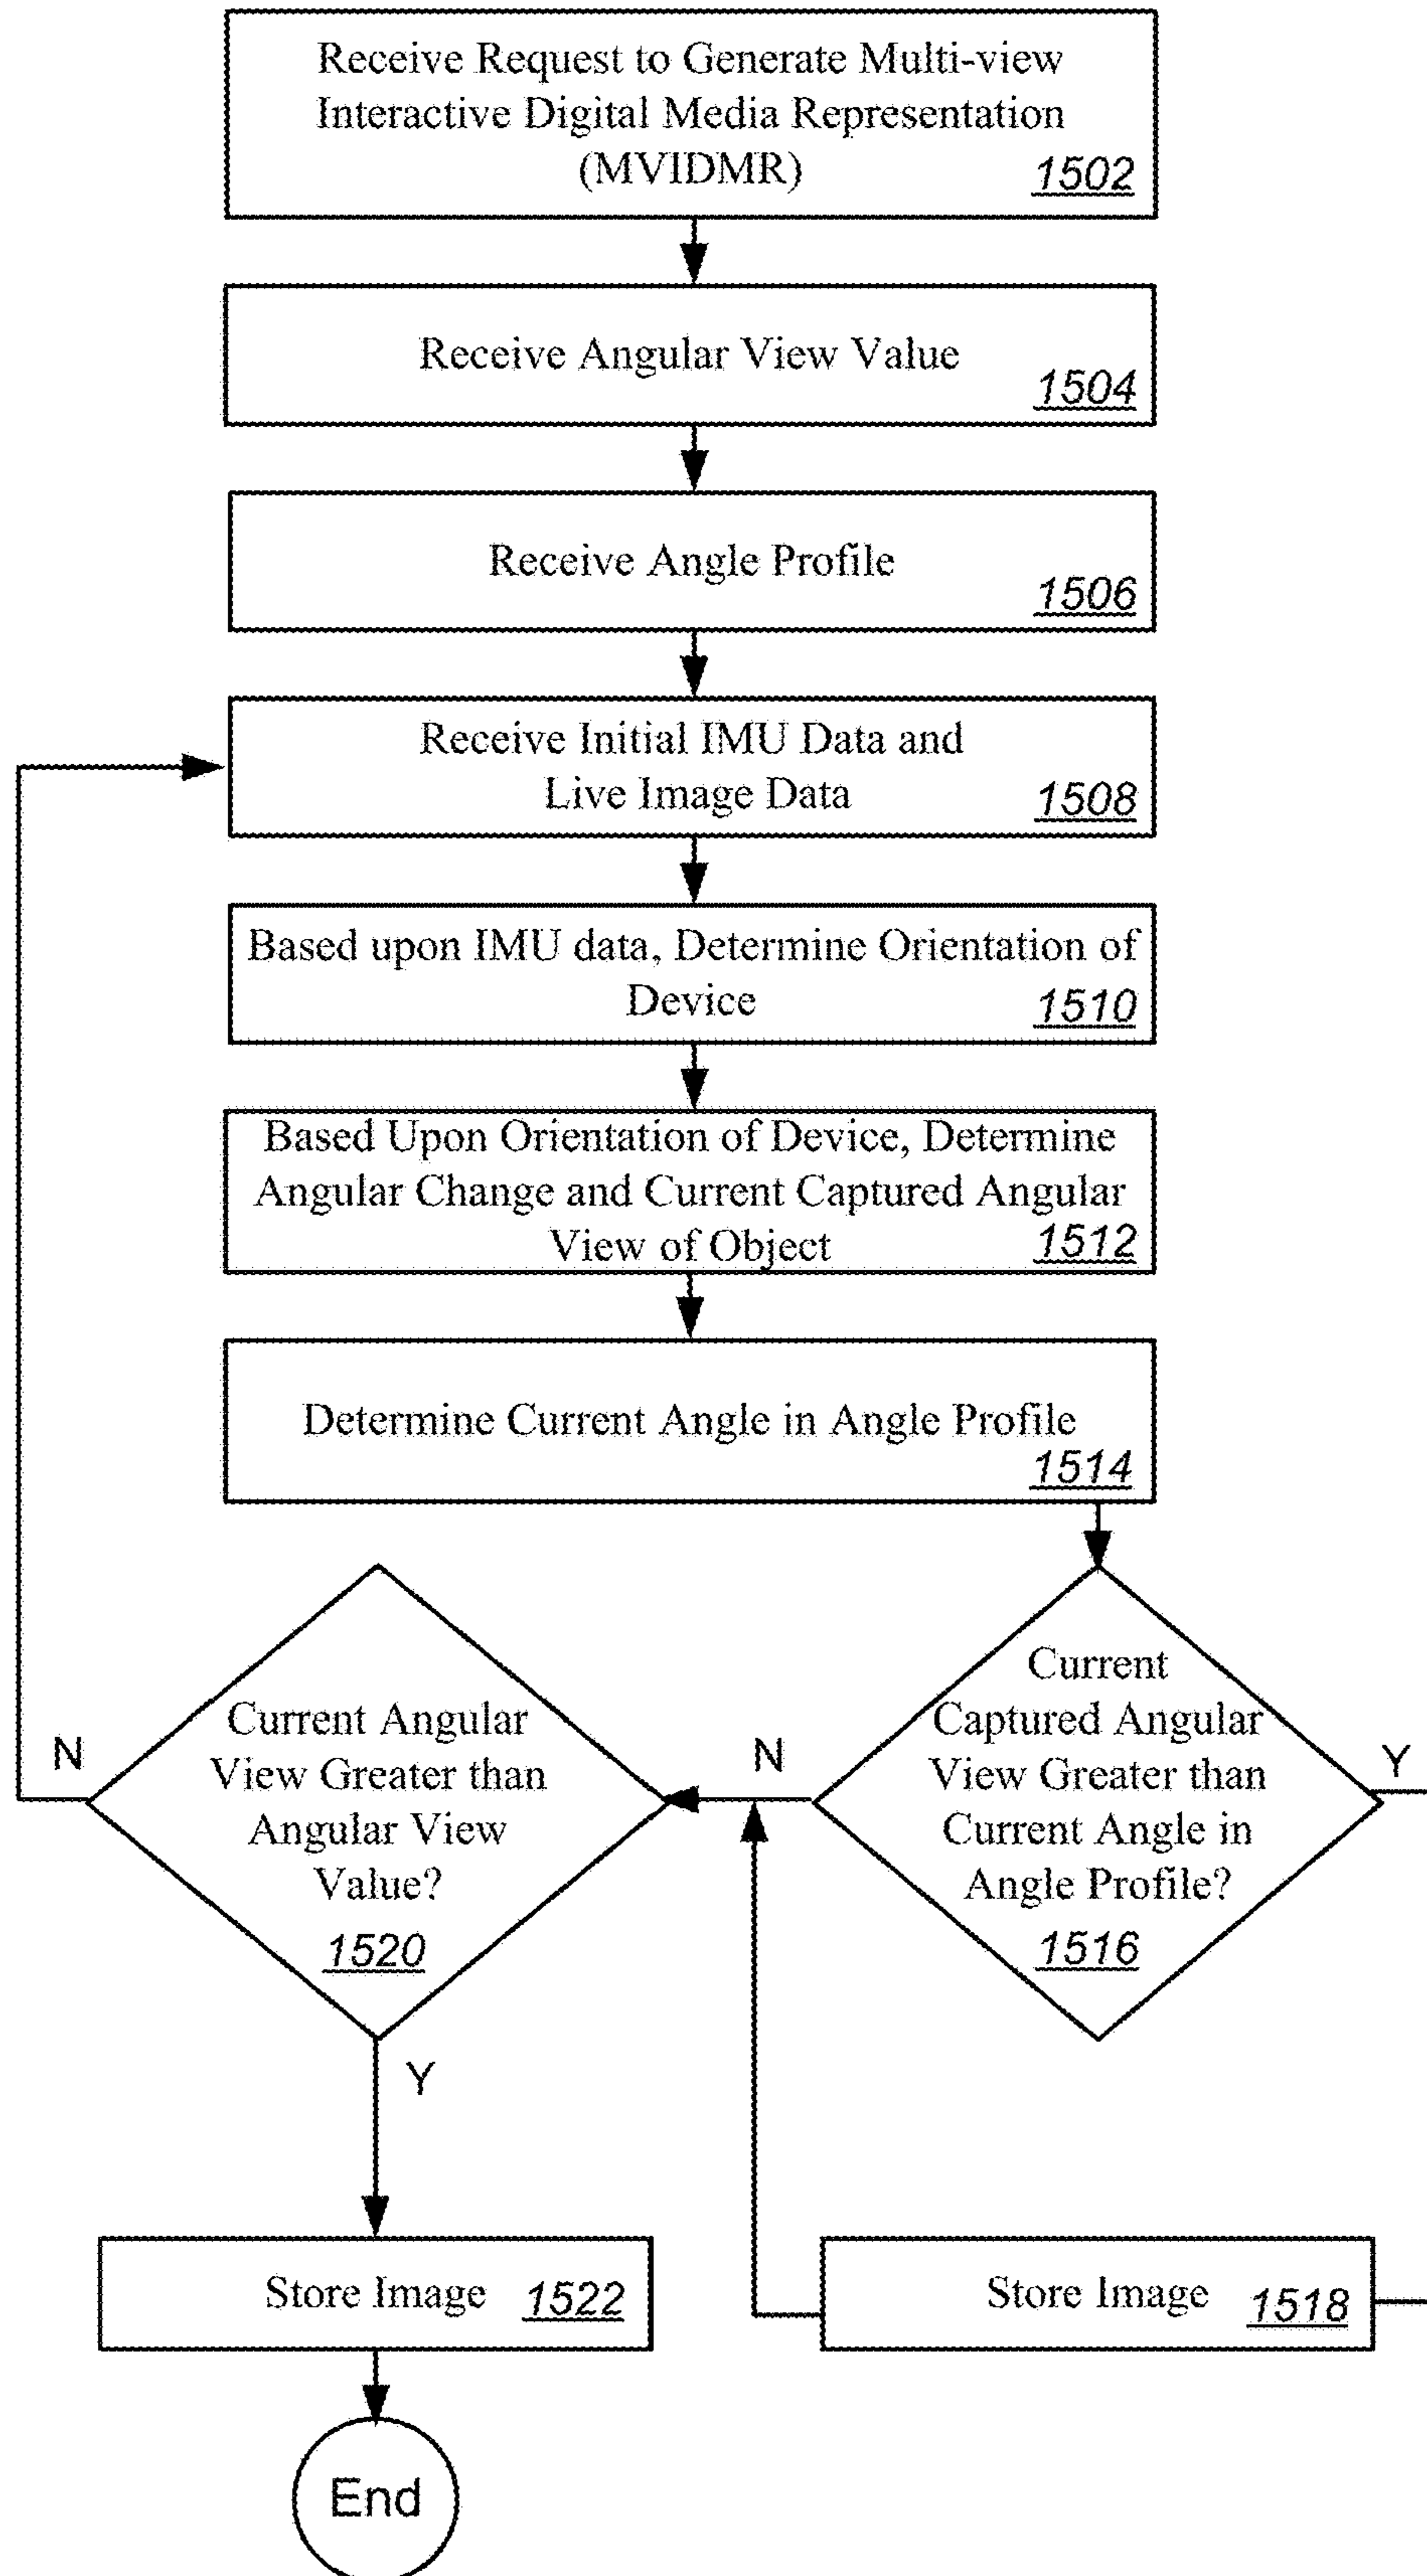 Receive Request to Generate Multi-view
Interactive Digital Media Representation
(MVIDMR)
1502
Receive Angular View Value
1504
Receive Angle Profile
1506
Receive Initial IMU Data and
Live Image Data
1508
Based upon IMU data, Determine Orientation of
Device
1510
Based Upon Orientation of Device, Determine
Angular Change and Current Captured Angular
View of Object
1512
Determine Current Angle in Angle Profile
1514
Current
Captured Angular
View Greater than
Current Angle in
Angle Profile?
1516
Y
N
Current Angular
View Greater than
Angular View
Value?
1520
N
Y
Store Image
1522
Store Image
1518
End